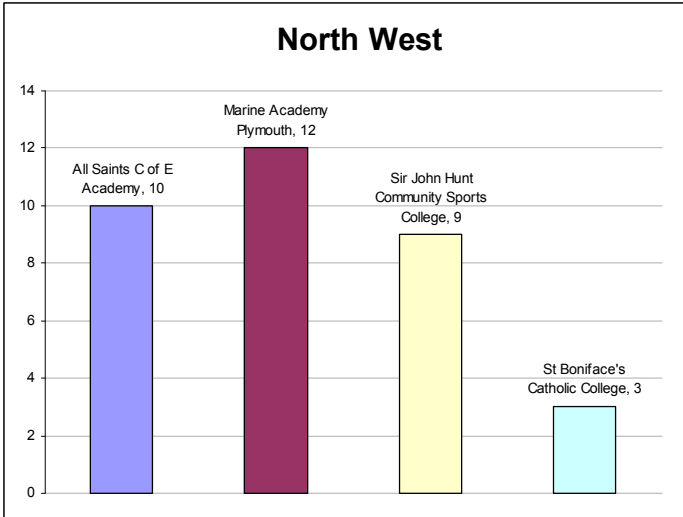 North West
14
12
10
8
6
4
2
0
All Saints C of E
Academy, 10
Marine Academy
Plymouth, 12
Sir John Hunt
Community Sports
College, 9
St Boniface's
Catholic College, 3